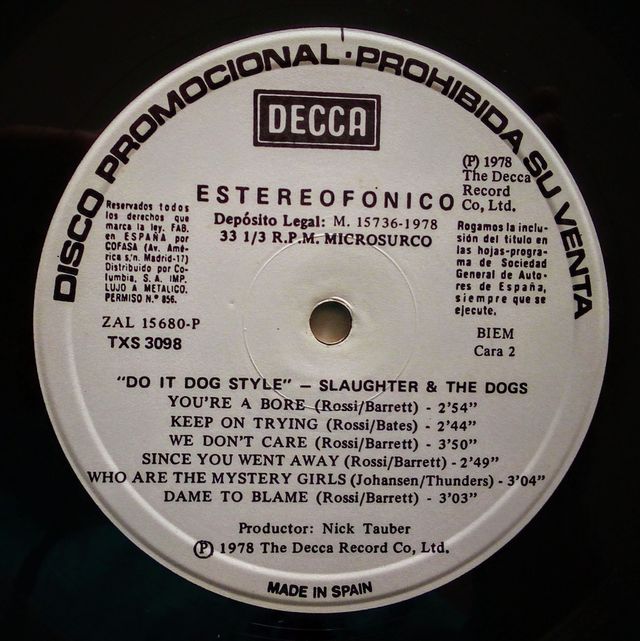 DISCO PROMOCIONAL · PROHIBIDA SU VENTA
DECCA
(P) 1978
The Decca
Record
Co, Ltd.
ESTEREOFONICO
Depósito Legal: M. 15736-1978
33 1/3 R.P.M. MICROSURCO
Reservados todos
los derechos que
marca la ley. FAB.
en ESPAÑA por
COFASA (Av. Amé-
rica s/n. Madrid-17)
Distribuido por Co-
lumbia, S. A. IMP.
LUJO A METALICO.
PERMISO N.º 856.
Rogamos la inclu-
sión del título en
las hojas-progra-
ma de Sociedad
General de Auto-
res de España,
siempre que se
ejecute.
ZAL 15680-P
TXS 3098
BIEM
Cara 2
"DO IT DOG STYLE" — SLAUGHTER & THE DOGS
YOU'RE A BORE (Rossi/Barrett) - 2'54"
KEEP ON TRYING (Rossi/Bates) - 2'44"
WE DON'T CARE (Rossi/Barrett) - 3'50"
SINCE YOU WENT AWAY (Rossi/Barrett) - 2'49"
WHO ARE THE MYSTERY GIRLS (Johansen/Thunders) - 3'04"
DAME TO BLAME (Rossi/Barrett) - 3'03"
Productor: Nick Tauber
(P) 1978 The Decca Record Co, Ltd.
MADE IN SPAIN